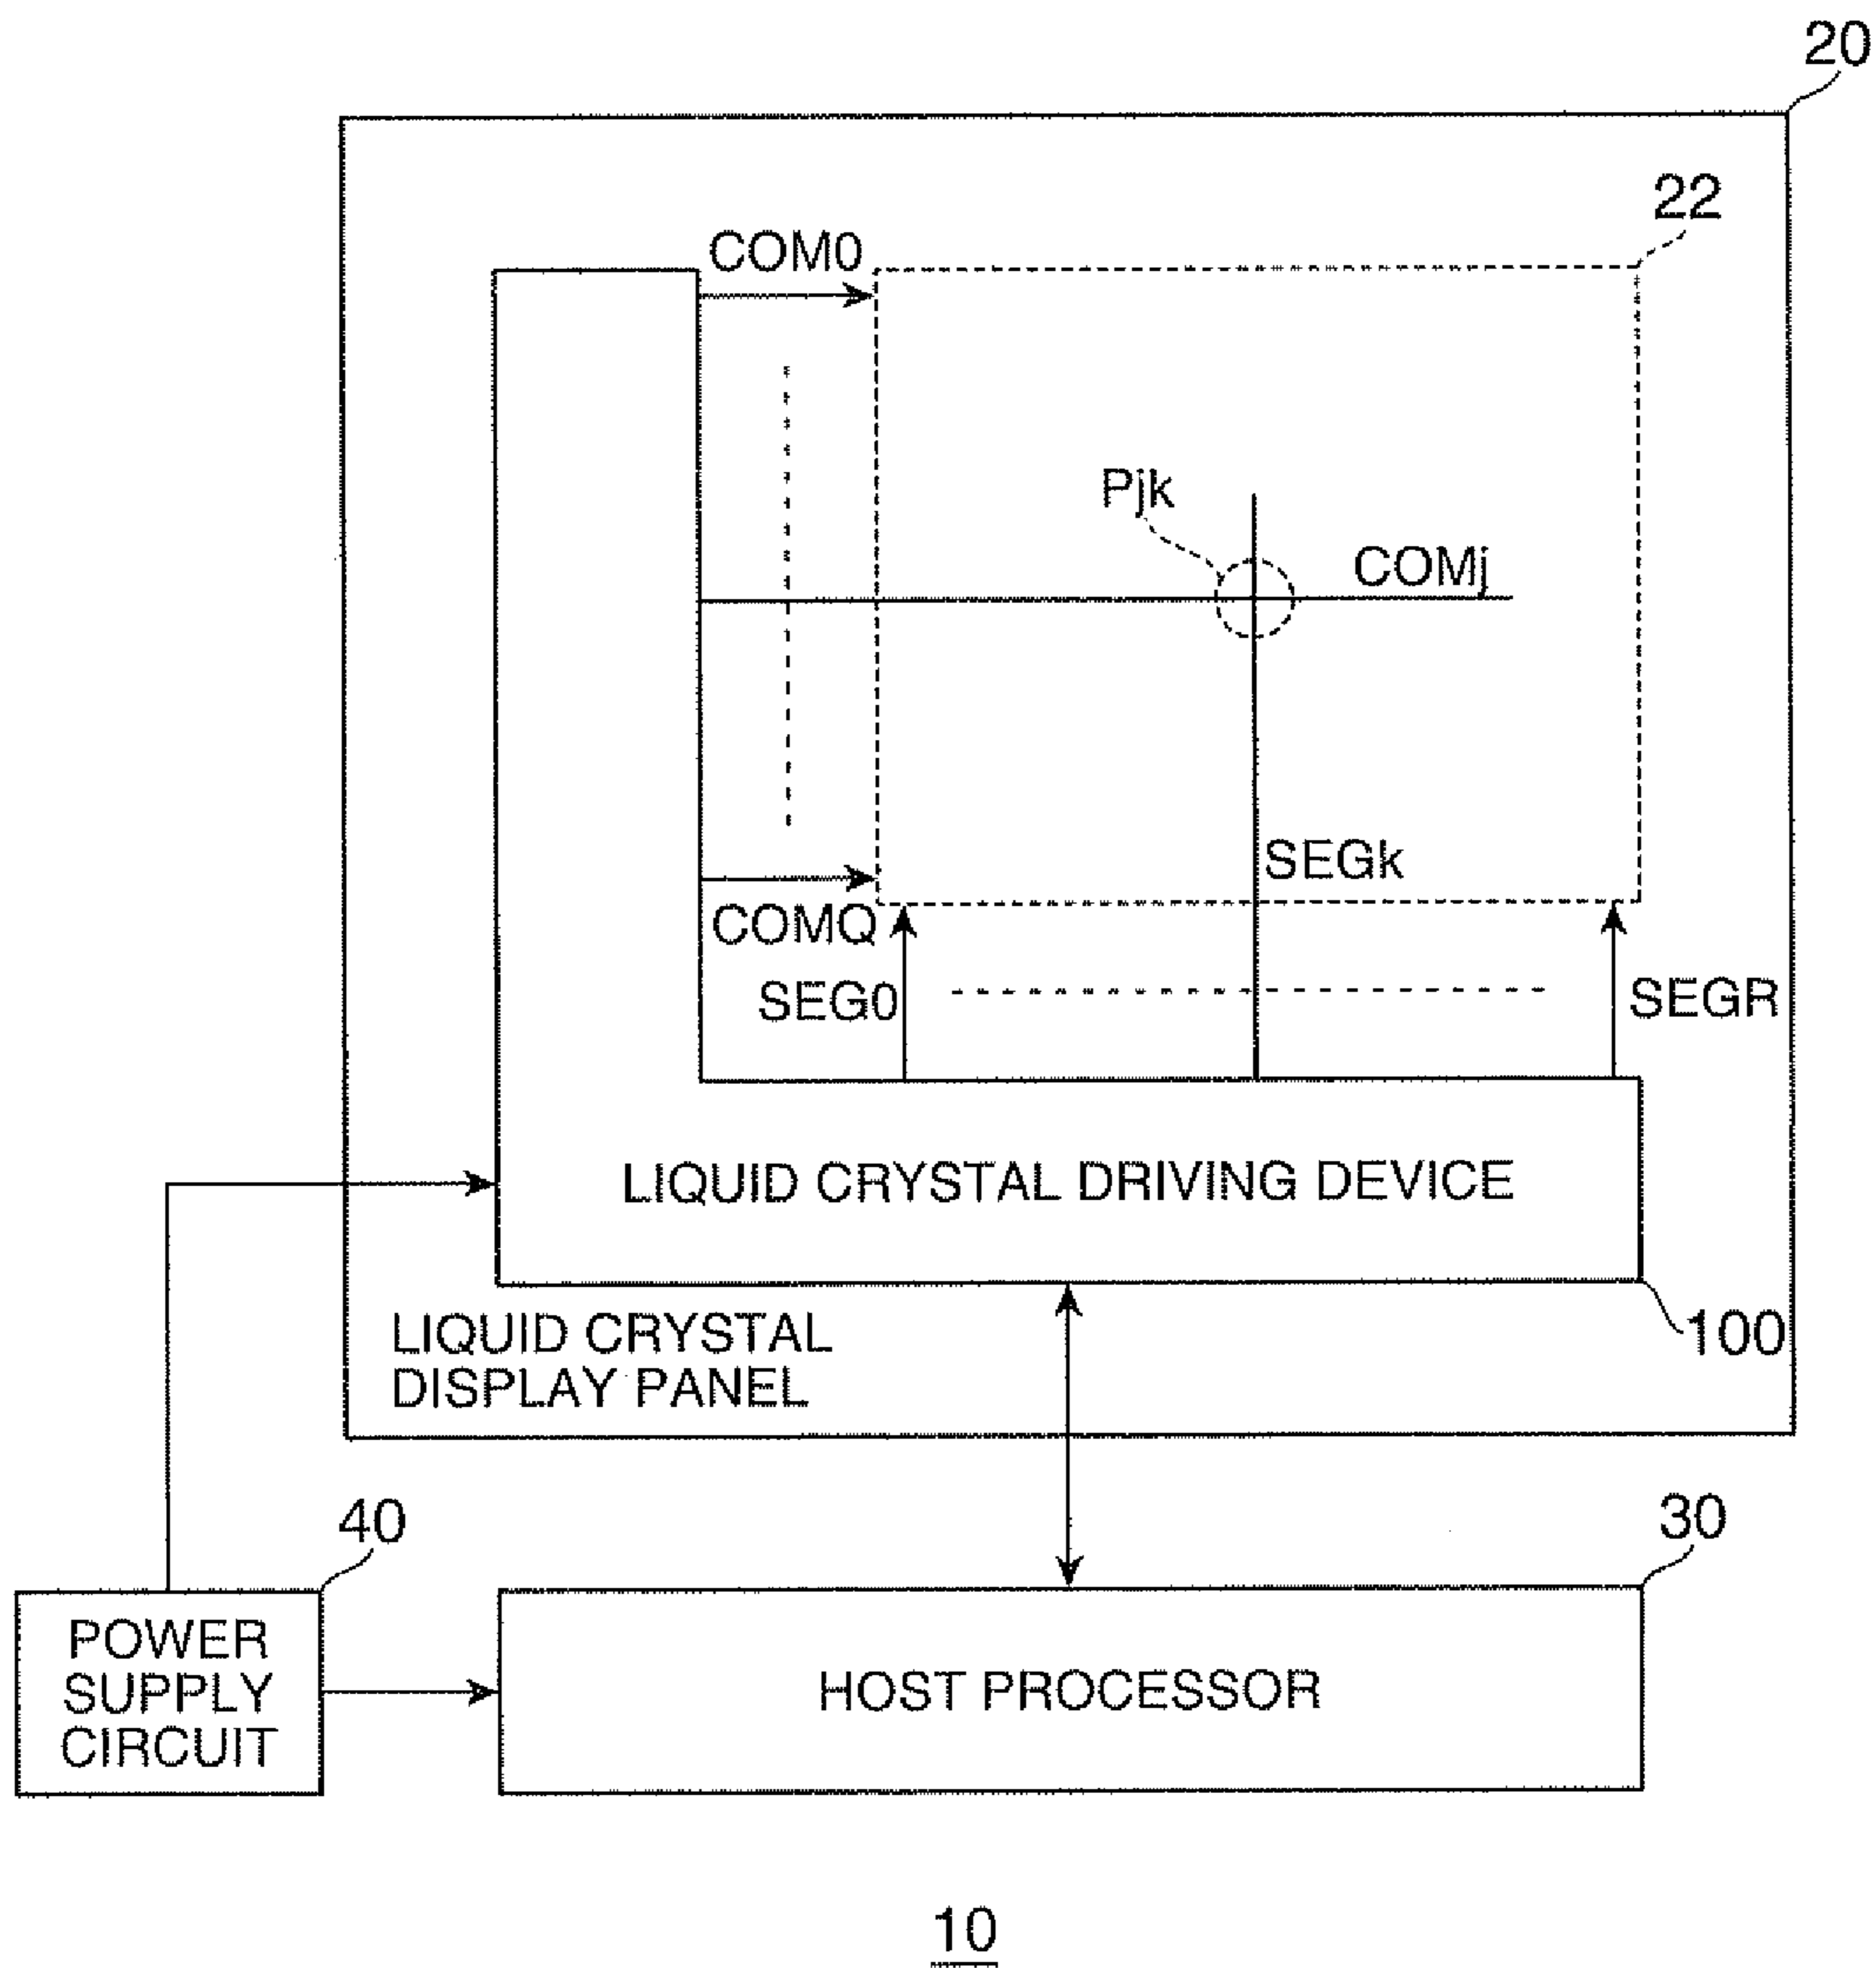 20
22
COM0
Pjk
COMj
SEGk
COMQ
SEG0
SEGR
LIQUID CRYSTAL DRIVING DEVICE
100
LIQUID CRYSTAL
DISPLAY PANEL
40
30
POWER
SUPPLY
CIRCUIT
HOST PROCESSOR
10